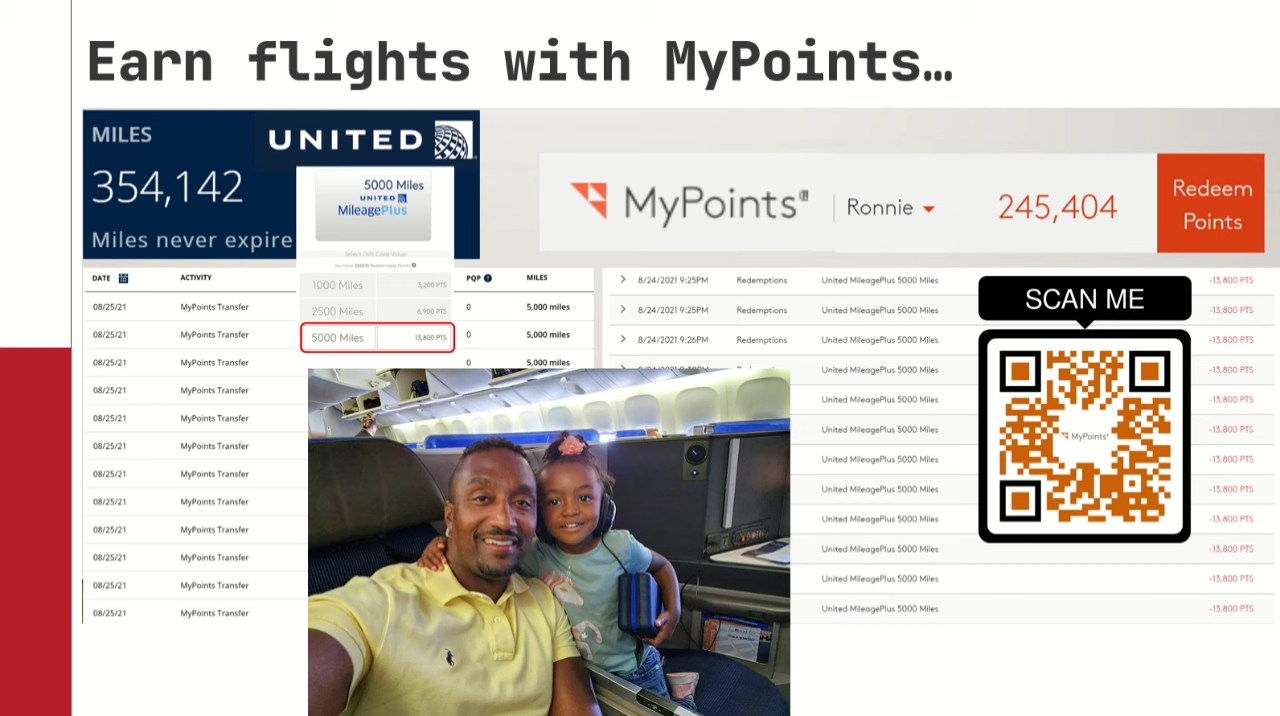 Earn flights with MyPoints…
MILES
UNITED
354,142
Miles never expire
5000 Miles
UNITED
MileagePlus
Select Gift Card Value
1000 Miles 3,200 PTS
2500 Miles 6,900 PTS
5000 Miles 13,800 PTS
MyPoints
Ronnie
245,404
Redeem
Points
DATE ACTIVITY PQP ? MILES
08/25/21 MyPoints Transfer 0 5,000 miles
08/25/21 MyPoints Transfer 0 5,000 miles
08/25/21 MyPoints Transfer 0 5,000 miles
08/25/21 MyPoints Transfer
08/25/21 MyPoints Transfer
08/25/21 MyPoints Transfer
08/25/21 MyPoints Transfer
08/25/21 MyPoints Transfer
08/25/21 MyPoints Transfer
08/25/21 MyPoints Transfer
08/25/21 MyPoints Transfer
08/25/21 MyPoints Transfer
8/24/2021 9:25PM Redemptions United MileagePlus 5000 Miles -13,800 PTS
8/24/2021 9:25PM Redemptions United MileagePlus 5000 Miles -13,800 PTS
8/24/2021 9:26PM Redemptions United MileagePlus 5000 Miles -13,800 PTS
United MileagePlus 5000 Miles -13,800 PTS
United MileagePlus 5000 Miles -13,800 PTS
United MileagePlus 5000 Miles -13,800 PTS
United MileagePlus 5000 Miles -13,800 PTS
United MileagePlus 5000 Miles -13,800 PTS
United MileagePlus 5000 Miles -13,800 PTS
United MileagePlus 5000 Miles -13,800 PTS
United MileagePlus 5000 Miles -13,800 PTS
United MileagePlus 5000 Miles -13,800 PTS
SCAN ME
MyPoints